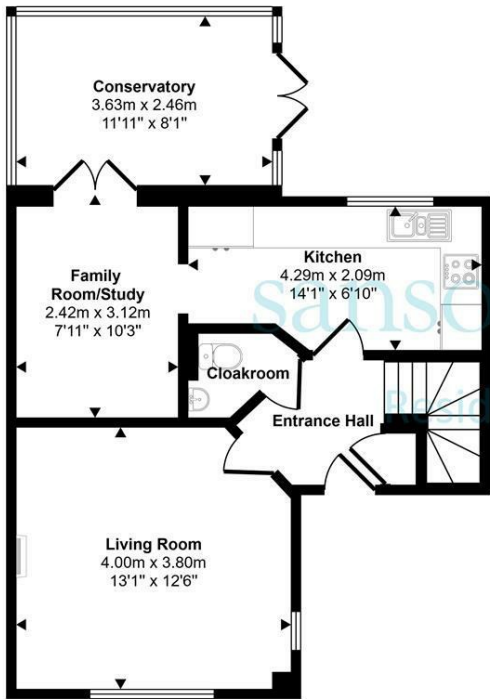 Conservatory
3.63m x 2.46m
11'11" x 8'1"
Family
Room/Study
2.42m x 3.12m
7'11" x 10'3"
Kitchen
4.29m x 2.09m
14'1" x 6'10"
sanso
Cloakroom
Entrance Hall
Resid
Living Room
4.00m x 3.80m
13'1" x 12'6"